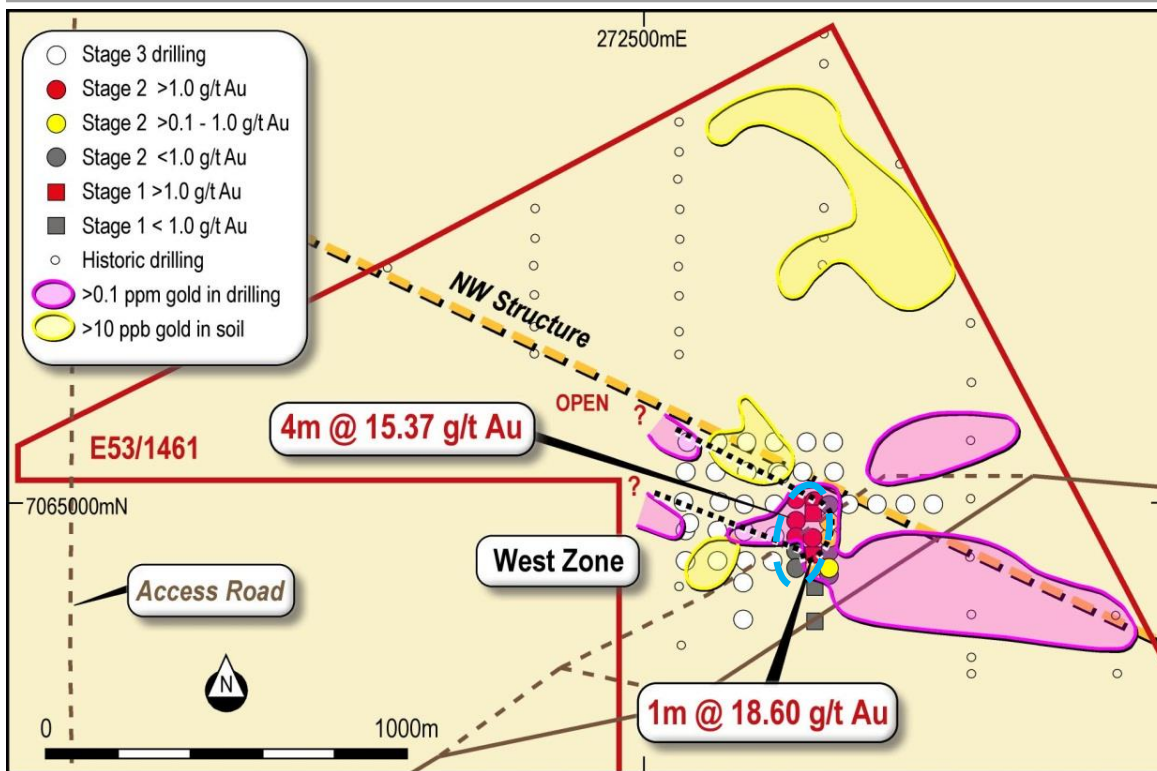 272500mE
Stage 3 drilling
Stage 2 >1.0 g/t Au
Stage 2 >0.1 - 1.0 g/t Au
Stage 2 <1.0 g/t Au
Stage 1 >1.0 g/t Au
Stage 1 < 1.0 g/t Au
Historic drilling
>0.1 ppm gold in drilling
>10 ppb gold in soil
NW Structure
OPEN
?
4m @ 15.37 g/t Au
E53/1461
?
7065000mN
West Zone
Access Road
N
1m @ 18.60 g/t Au
0 1000m